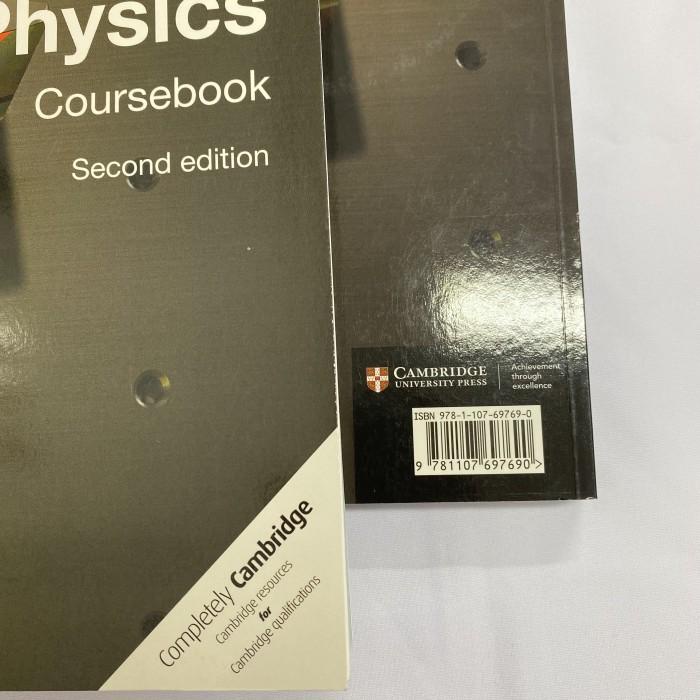 Physics
Coursebook
Second edition
Completely Cambridge
Cambridge resources
for
Cambridge qualifications
CAMBRIDGE
UNIVERSITY PRESS
Achievement
through
excellence
ISBN 978-1-107-69769-0
9 781107 697690 >